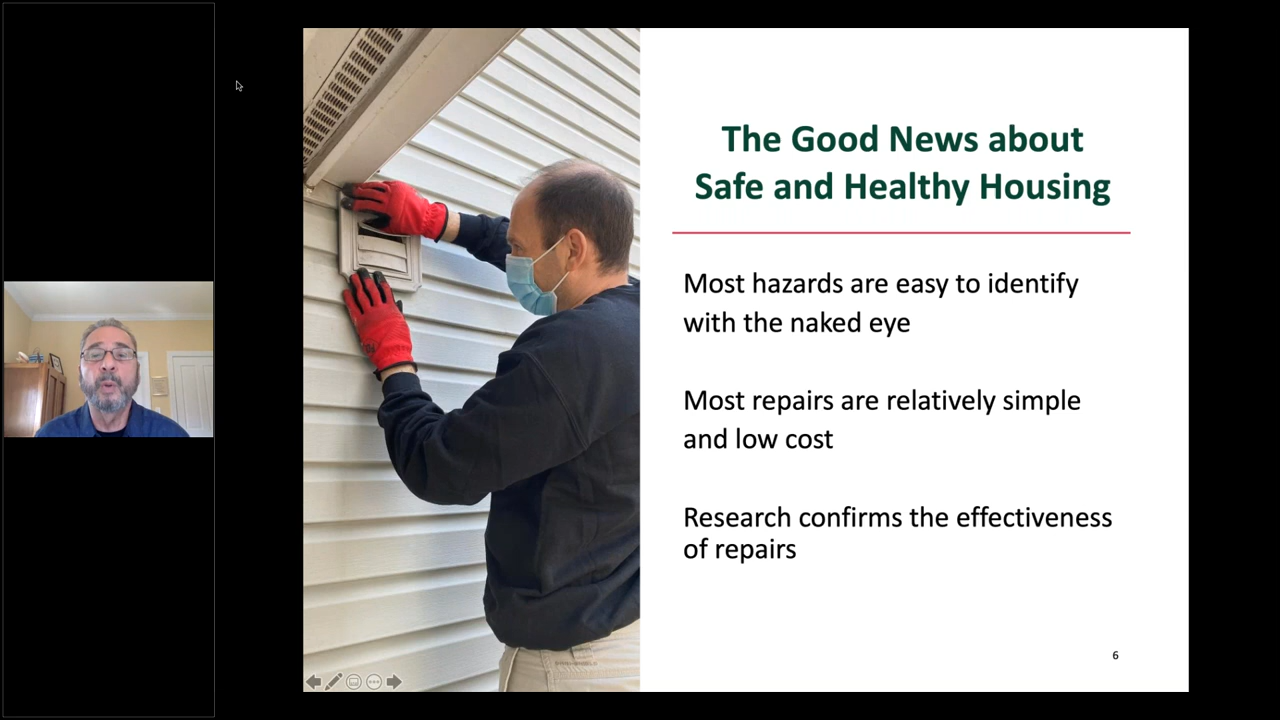 The Good News about
Safe and Healthy Housing
Most hazards are easy to identify
with the naked eye
Most repairs are relatively simple
and low cost
Research confirms the effectiveness
of repairs
6